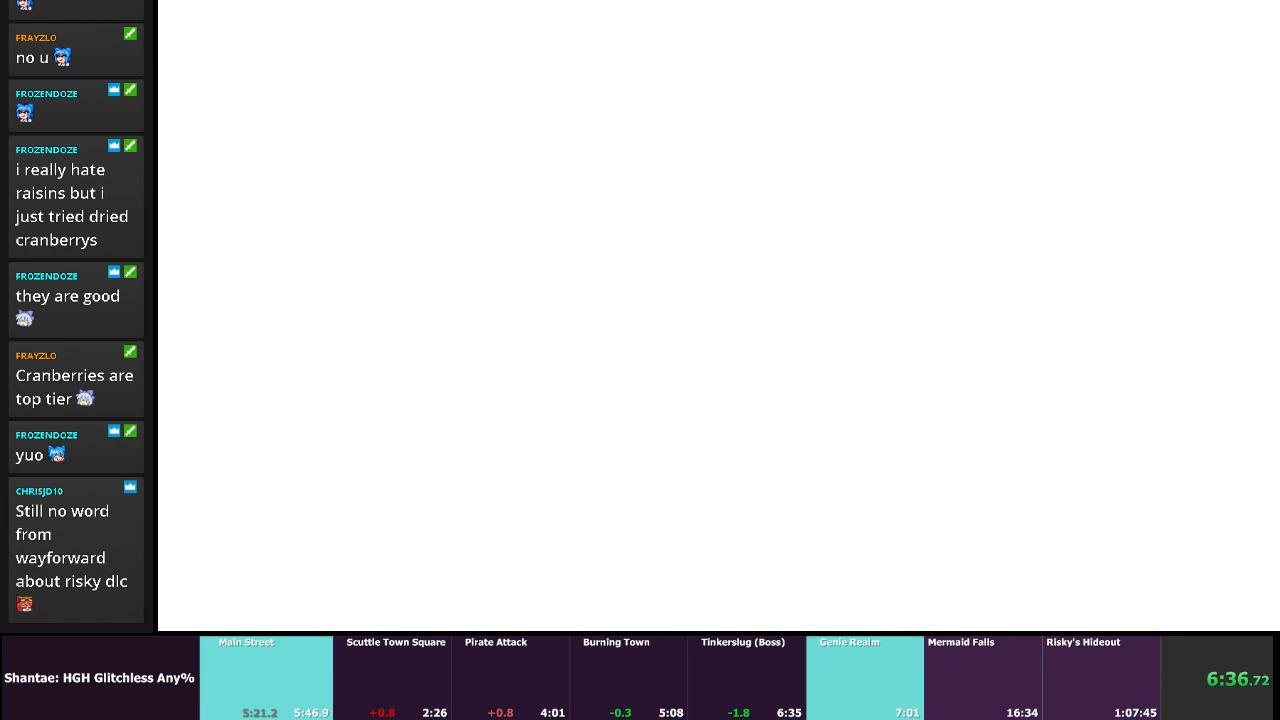 FRAYZLO
no u
FROZENDOZE
FROZENDOZE
i really hate
raisins but i
just tried dried
cranberrys
FROZENDOZE
they are good
FRAYZLO
Cranberries are
top tier
FROZENDOZE
yuo
CHRISJD10
Still no word
from
wayforward
about risky dlc
Shantae: HGH Glitchless Any%
Main Street
5:21.2 5:46.9
Scuttle Town Square
+0.8 2:26
Pirate Attack
+0.8 4:01
Burning Town
-0.3 5:08
Tinkerslug (Boss)
-1.8 6:35
Genie Realm
7:01
Mermaid Falls
16:34
Risky's Hideout
1:07:45
6:36.72